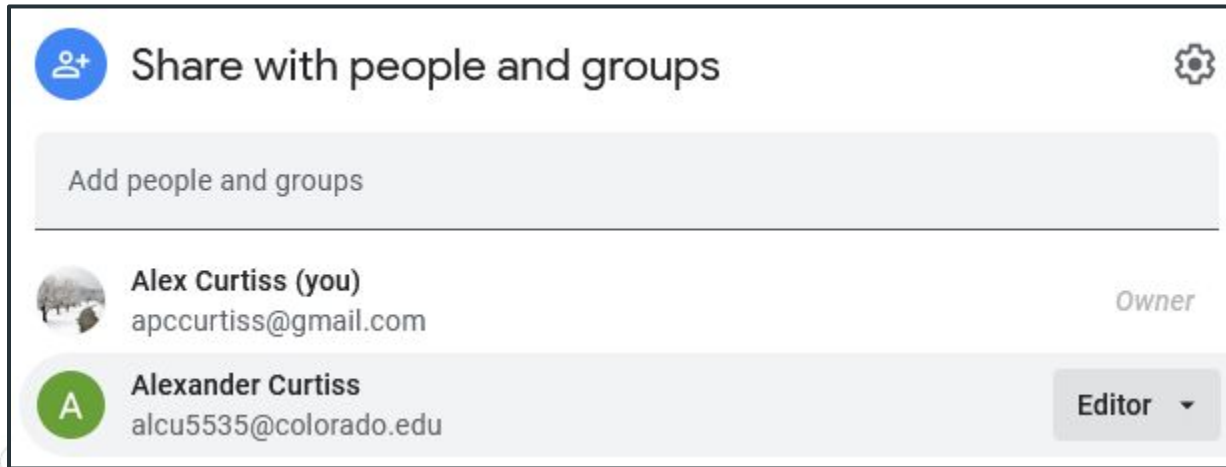 Share with people and groups
Add people and groups
Alex Curtiss (you)
apccurtiss@gmail.com
Owner
A
Alexander Curtiss
alcu5535@colorado.edu
Editor